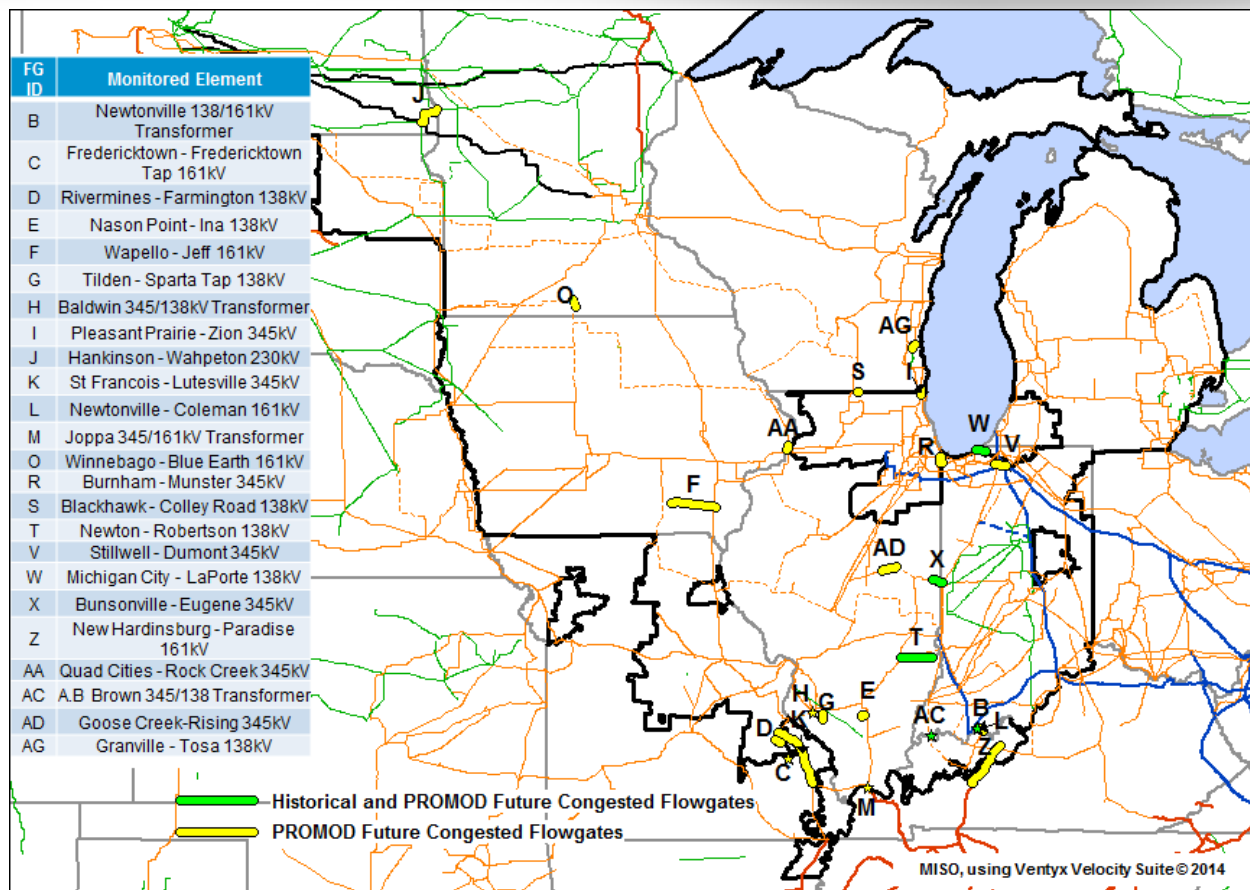 FG ID Monitored Element
B Newtonville 138/161kV Transformer
C Fredericktown - Fredericktown Tap 161kV
D Rivermines - Farmington 138kV
E Nason Point - Ina 138kV
F Wapello - Jeff 161kV
G Tilden - Sparta Tap 138kV
H Baldwin 345/138kV Transformer
I Pleasant Prairie - Zion 345kV
J Hankinson - Wahpeton 230kV
K St Francois - Lutesville 345kV
L Newtonville - Coleman 161kV
M Joppa 345/161kV Transformer
O Winnebago - Blue Earth 161kV
R Burnham - Munster 345kV
S Blackhawk - Colley Road 138kV
T Newton - Robertson 138kV
V Stillwell - Dumont 345kV
W Michigan City - LaPorte 138kV
X Bunsonville - Eugene 345kV
Z New Hardinsburg - Paradise 161kV
AA Quad Cities - Rock Creek 345kV
AC A.B Brown 345/138 Transformer
AD Goose Creek-Rising 345kV
AG Granville - Tosa 138kV
J
O
AG
S
I
AA
W
V
R
F
AD
X
T
H
G
E
K
D
C
AC
B
L
Z
M
Historical and PROMOD Future Congested Flowgates
PROMOD Future Congested Flowgates
MISO, using Ventyx Velocity Suite © 2014